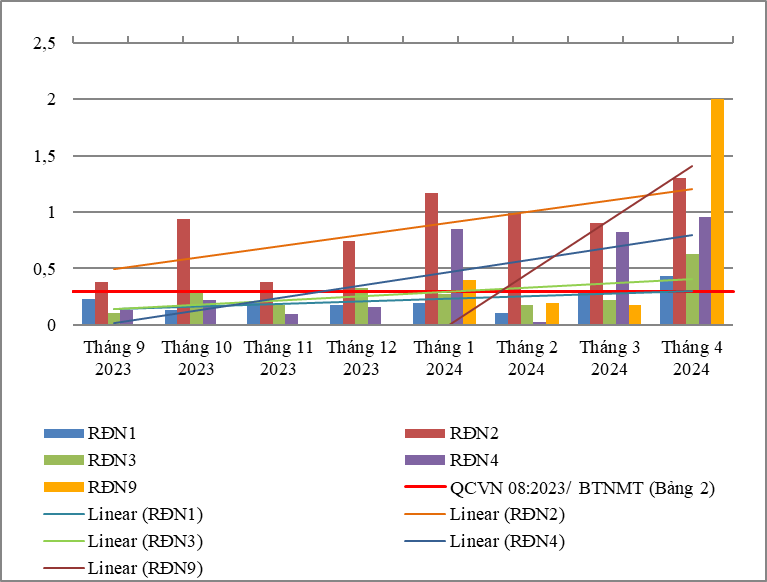 2,5
2
1,5
1
0,5
0
Tháng 9 Tháng 10 Tháng 11 Tháng 12 Tháng 1 Tháng 2 Tháng 3 Tháng 4
2023 2023 2023 2023 2024 2024 2024 2024
RĐN1 RĐN2
RĐN3 RĐN4
RĐN9 QCVN 08:2023/ BTNMT (Bảng 2)
Linear (RĐN1) Linear (RĐN2)
Linear (RĐN3) Linear (RĐN4)
Linear (RĐN9)